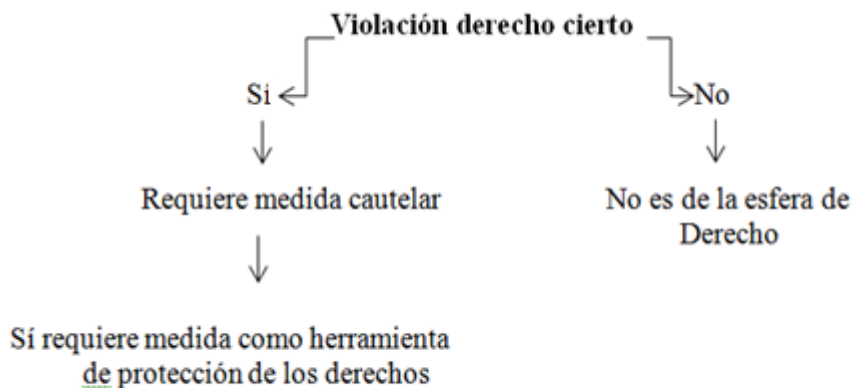 Violación derecho cierto
Si
No
Requiere medida cautelar
No es de la esfera de
Derecho
Sí requiere medida como herramienta
de protección de los derechos